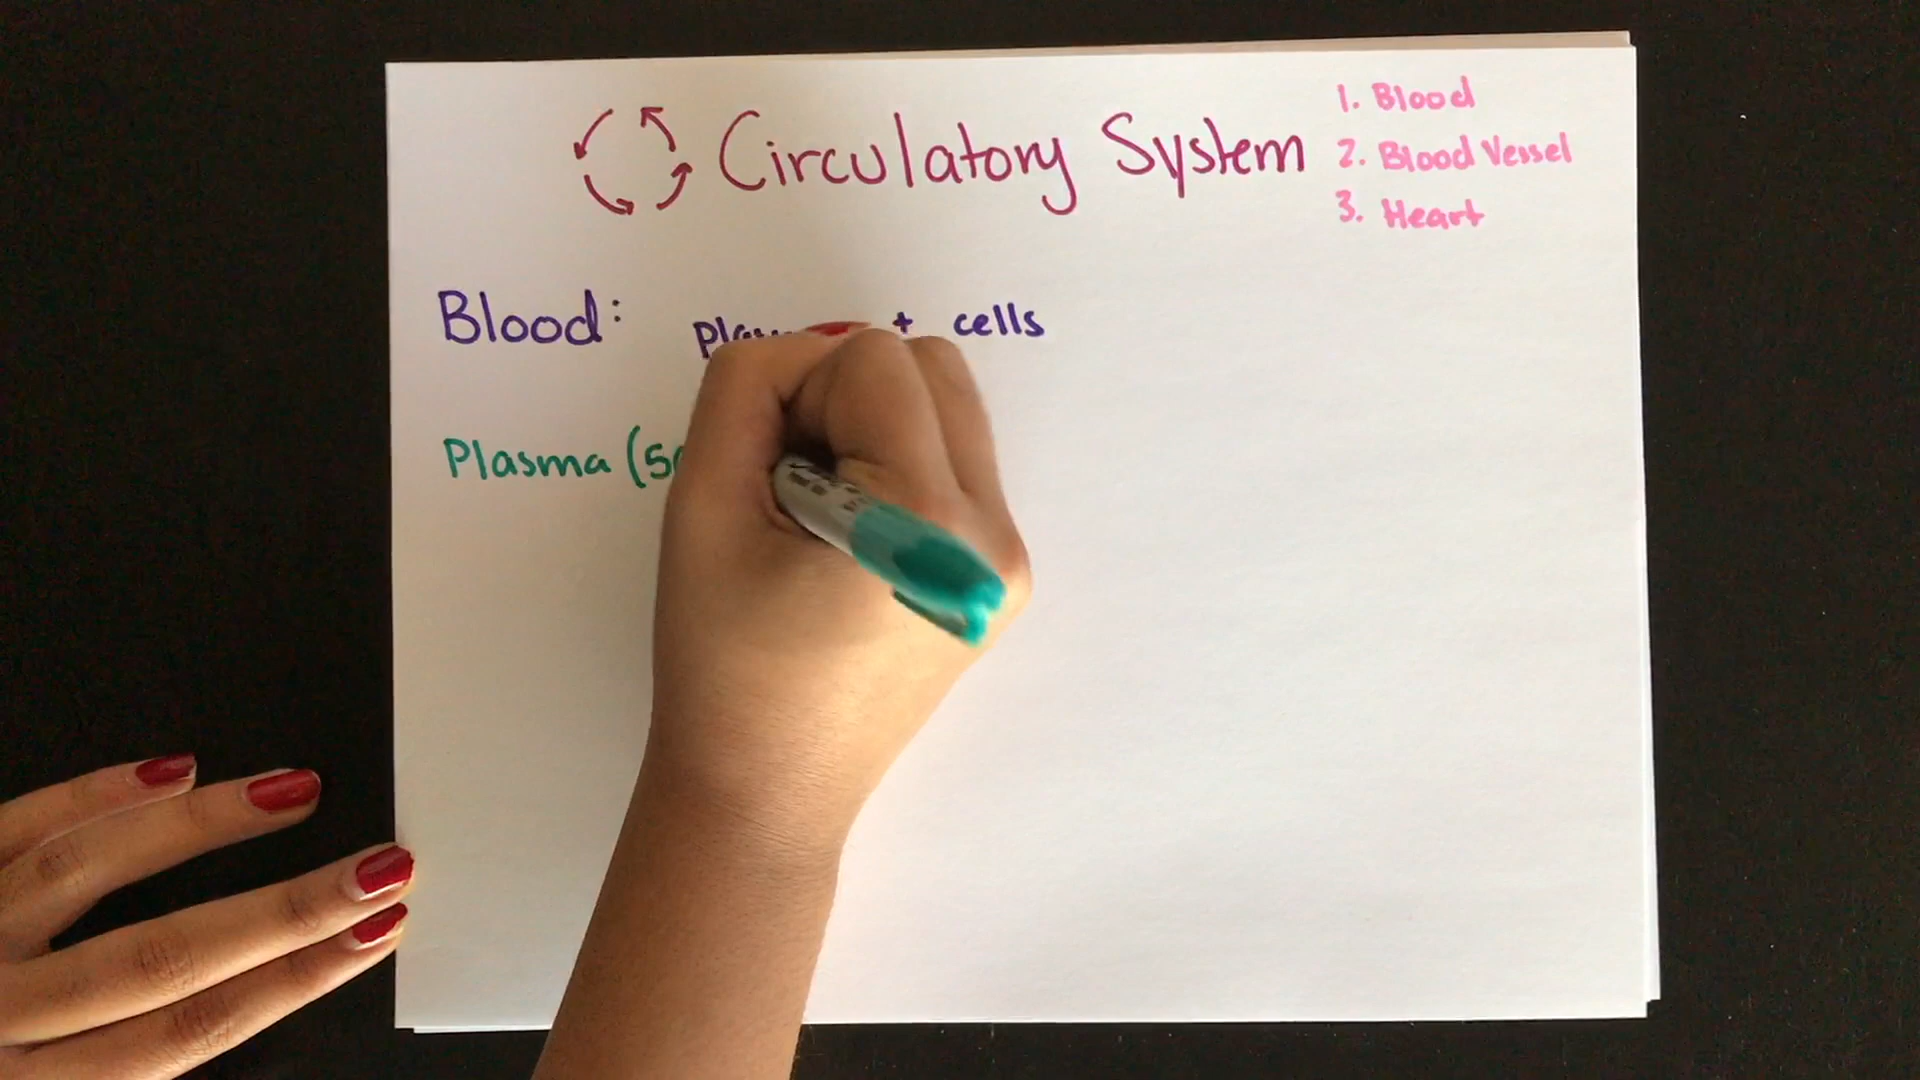 Circulatory System
1. Blood
2. Blood Vessel
3. Heart
Blood: + cells
Plasma